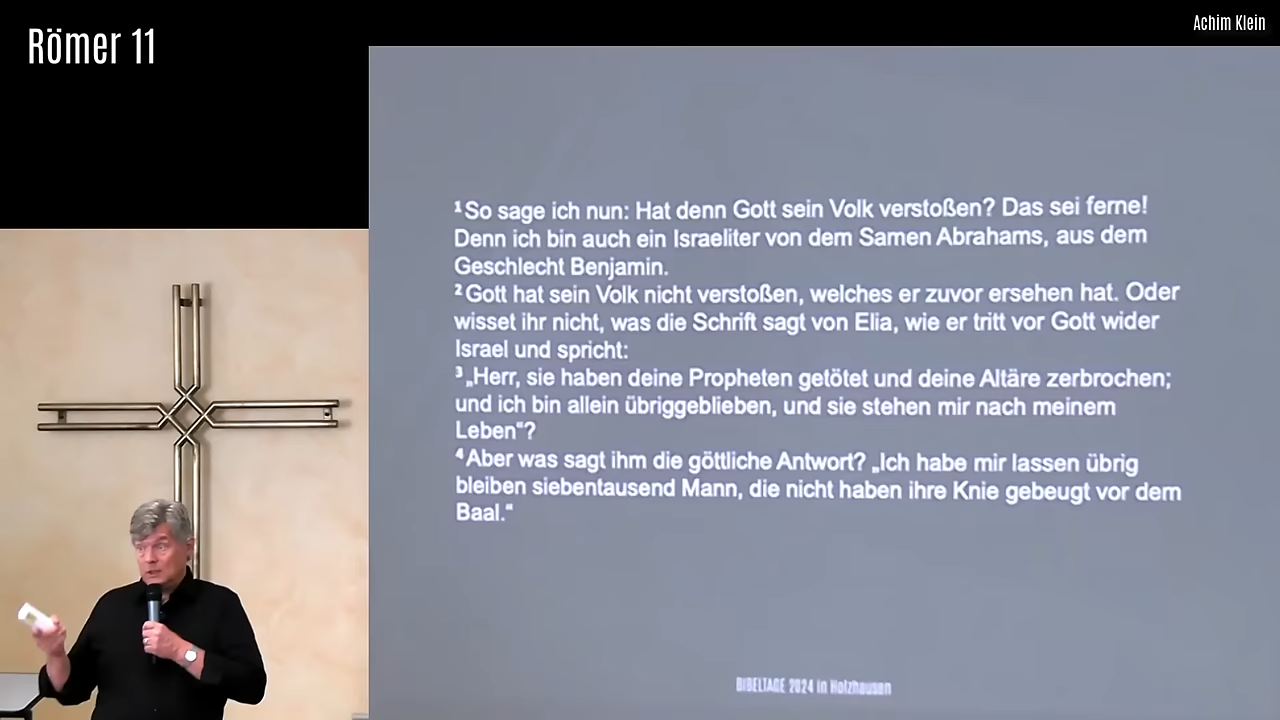 Römer 11
Achim Klein
¹So sage ich nun: Hat denn Gott sein Volk verstoßen? Das sei ferne!
Denn ich bin auch ein Israeliter von dem Samen Abrahams, aus dem
Geschlecht Benjamin.
²Gott hat sein Volk nicht verstoßen, welches er zuvor ersehen hat. Oder
wisset ihr nicht, was die Schrift sagt von Elia, wie er tritt vor Gott wider
Israel und spricht:
³„Herr, sie haben deine Propheten getötet und deine Altäre zerbrochen;
und ich bin allein übriggeblieben, und sie stehen mir nach meinem
Leben“?
⁴Aber was sagt ihm die göttliche Antwort? „Ich habe mir lassen übrig
bleiben siebentausend Mann, die nicht haben ihre Knie gebeugt vor dem
Baal.“
BIBELTAGE 2024 in Holzhausen